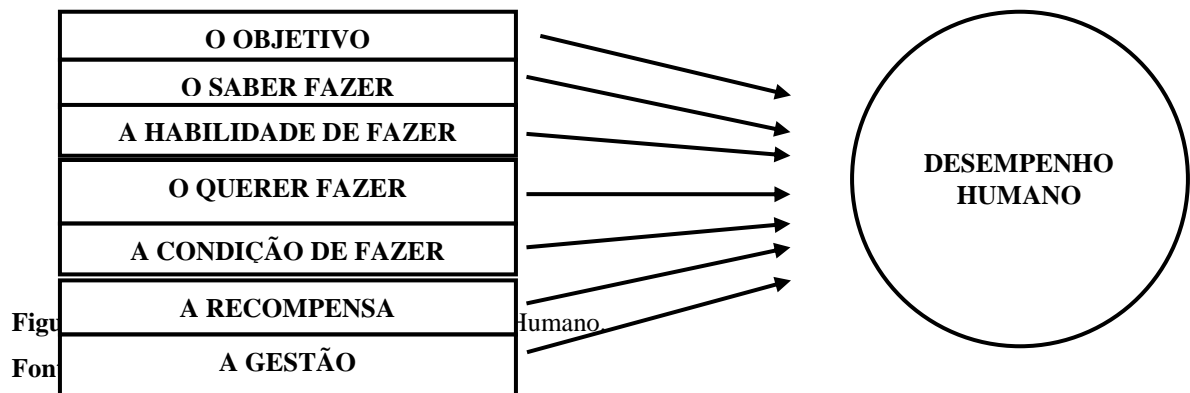 O OBJETIVO
O SABER FAZER
A HABILIDADE DE FAZER
O QUERER FAZER
A CONDIÇÃO DE FAZER
A RECOMPENSA
A GESTÃO
DESEMPENHO
HUMANO
Humano.